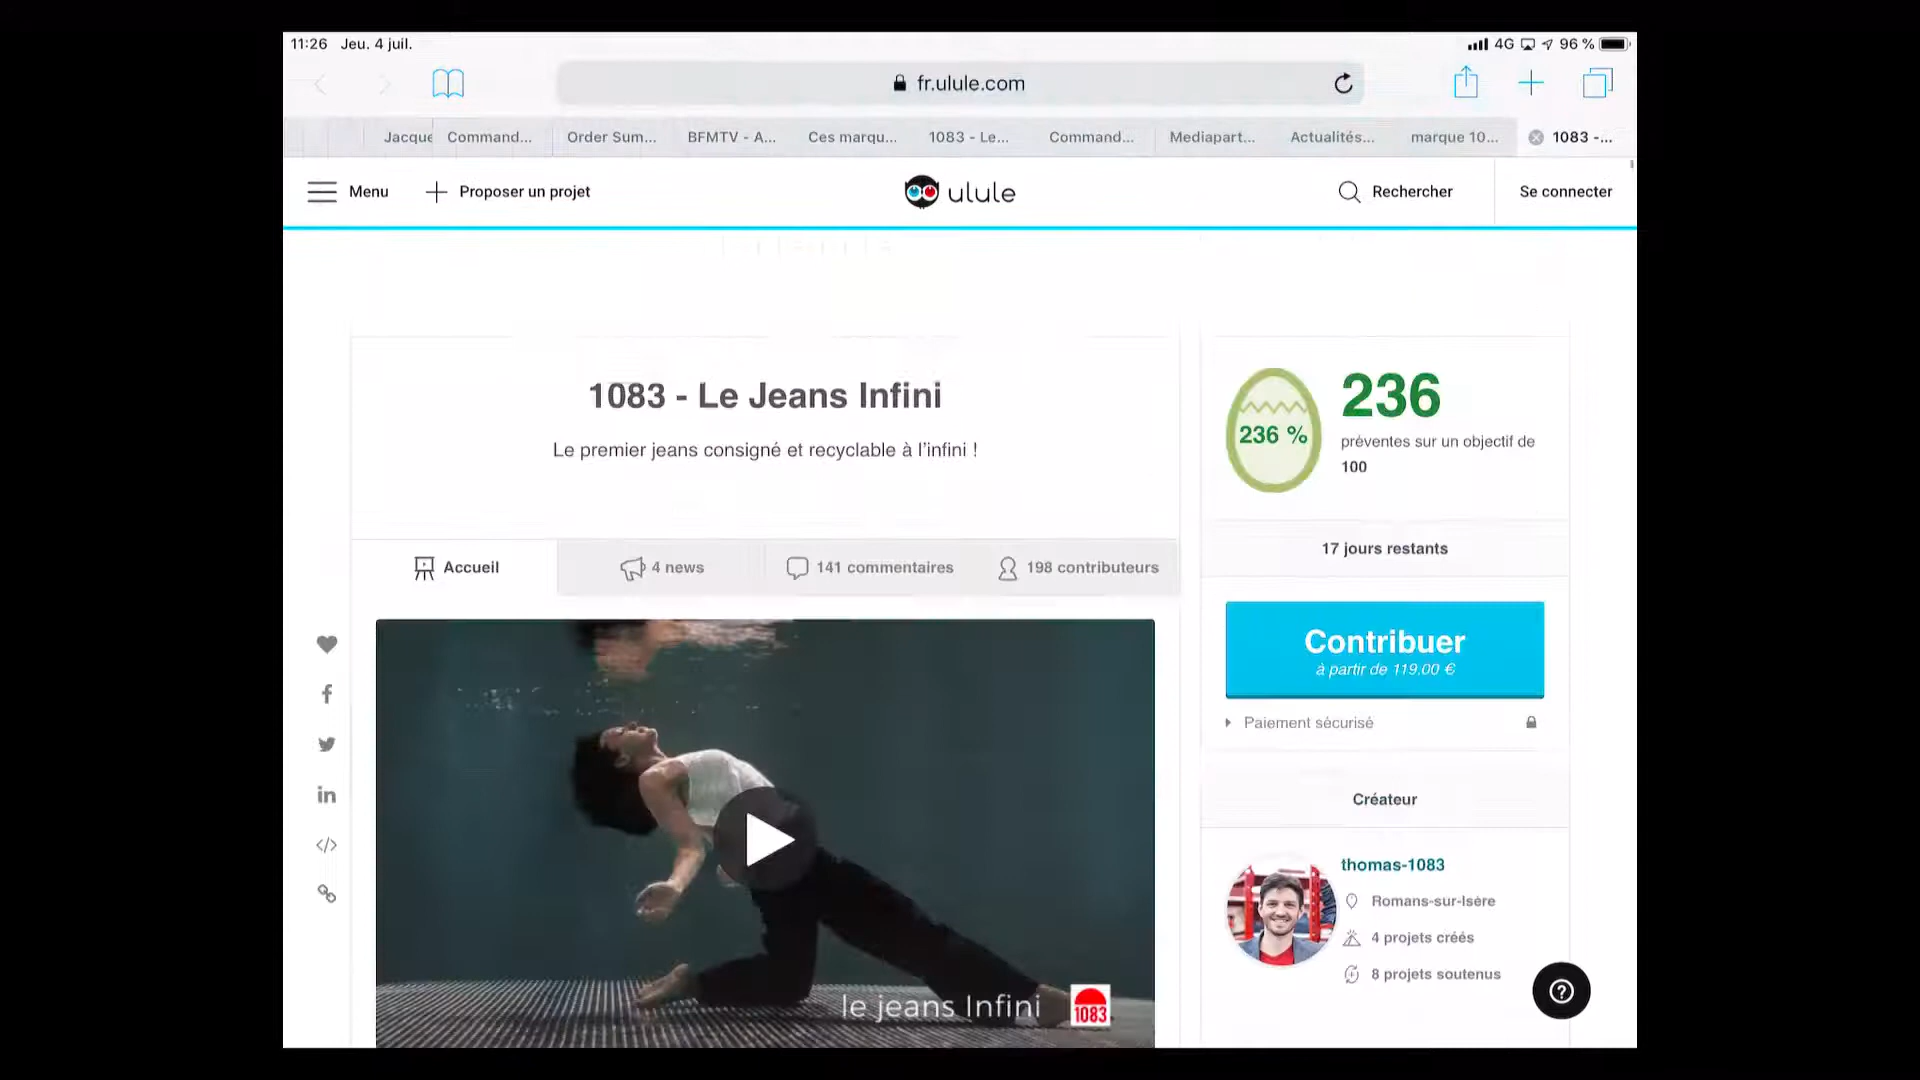 11:26 Jeu. 4 juil.
4G 96 %
fr.ulule.com
Jacque Command... Order Sum... BFMTV - A... Ces marqu... 1083 - Le... Command... Mediapart... Actualités... marque 10... 1083 -...
Menu Proposer un projet ulule Rechercher Se connecter
1083 - Le Jeans Infini
Le premier jeans consigné et recyclable à l'infini !
236 %
236
préventes sur un objectif de
100
17 jours restants
Accueil 4 news 141 commentaires 198 contributeurs
Contribuer
à partir de 119.00 €
Paiement sécurisé
Créateur
thomas-1083
Romans-sur-Isère
4 projets créés
8 projets soutenus
le jeans Infini 1083